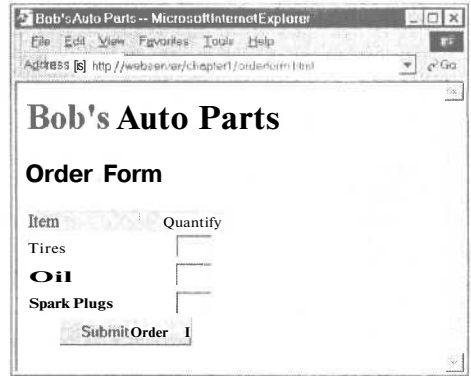 Bob's Auto Parts -- Microsoft Internet Explorer
File Edit View Favorites Tools Help
Address http://webserver/chapter1/orderform.html Go
Bob's Auto Parts
Order Form
Item Quantify
Tires
Oil
Spark Plugs
Submit Order